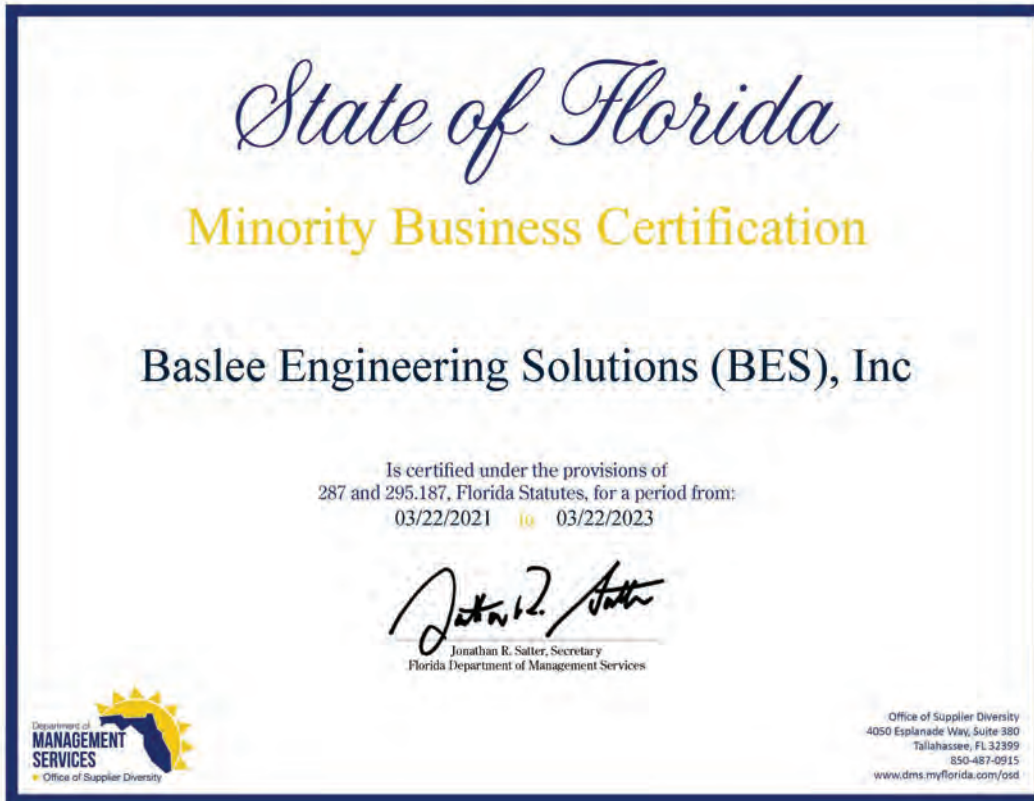 State of Florida
Minority Business Certification
Baslee Engineering Solutions (BES), Inc
Is certified under the provisions of
287 and 295.187, Florida Statutes, for a period from:
03/22/2021 to 03/22/2023
Jonathan R. Satter, Secretary
Florida Department of Management Services
Department of
MANAGEMENT
SERVICES
Office of Supplier Diversity
Office of Supplier Diversity
4050 Esplanade Way, Suite 380
Tallahassee, FL 32399
850-487-0915
www.dms.myflorida.com/osd